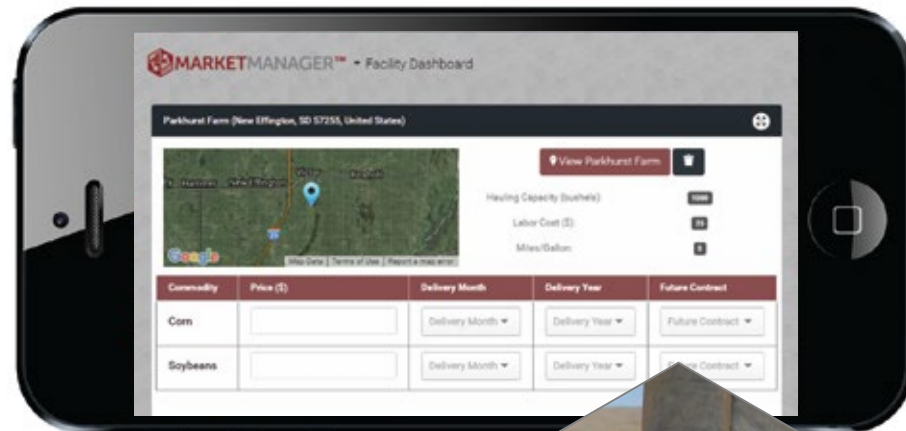 MARKETMANAGER™ • Facility Dashboard
Parkhurst Farm (New Effington, SD 57255, United States)
View Parkhurst Farm
Hauling Capacity (bushels): 1000
Labor Cost ($):
Miles/Gallon:
Google
Map Data | Terms of Use | Report a map error
Commodity Price ($) Delivery Month Delivery Year Future Contract
Corn Delivery Month Delivery Year Future Contract
Soybeans Delivery Month Delivery Year Contract